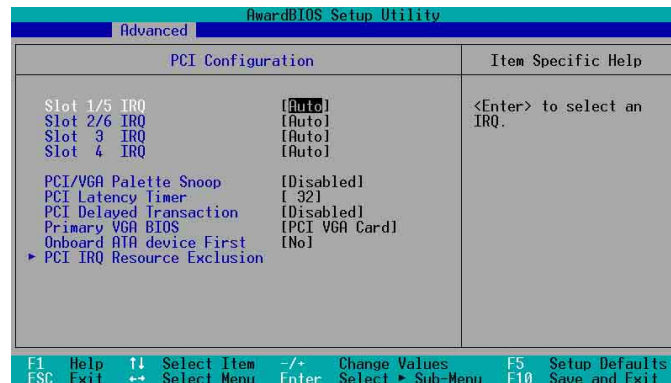 AwardBIOS Setup Utility
Advanced
PCI Configuration
Item Specific Help
Slot 1/5 IRQ [Auto]
Slot 2/6 IRQ [Auto]
Slot 3 IRQ [Auto]
Slot 4 IRQ [Auto]
PCI/VGA Palette Snoop [Disabled]
PCI Latency Timer [ 32]
PCI Delayed Transaction [Disabled]
Primary VGA BIOS [PCI VGA Card]
Onboard ATA device First [No]
► PCI IRQ Resource Exclusion
<Enter> to select an
IRQ.
F1 Help ↑↓ Select Item -/+ Change Values F5 Setup Defaults
ESC Exit ←→ Select Menu Enter Select ► Sub-Menu F10 Save and Exits